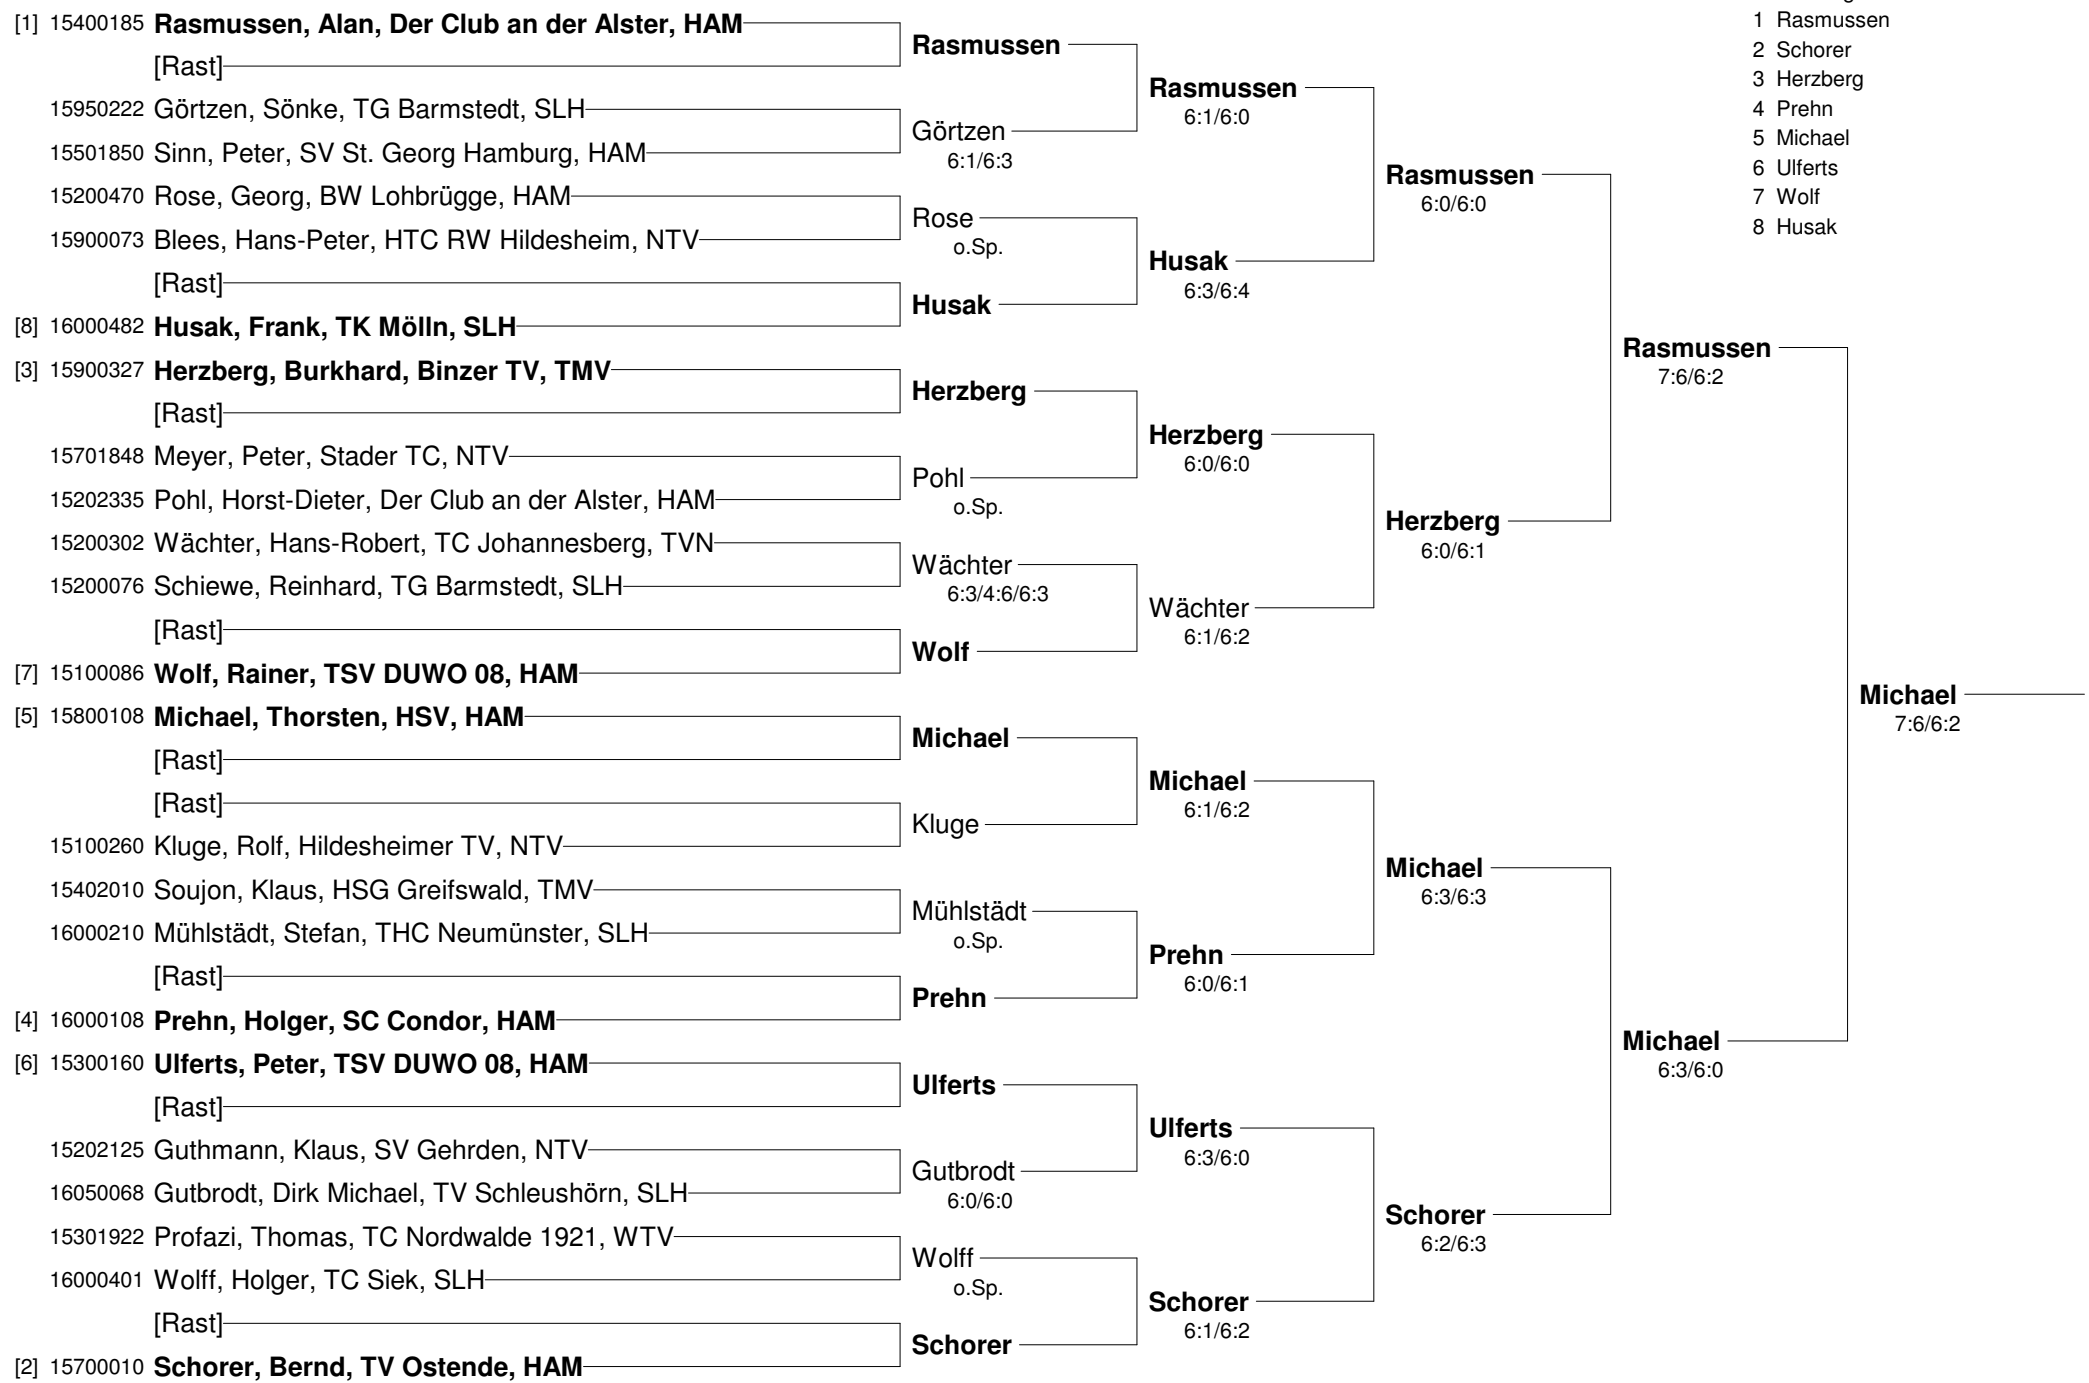 [1] 15400185 Rasmussen, Alan, Der Club an der Alster, HAM
[Rast]
15950222 Görtzen, Sönke, TG Barmstedt, SLH
15501850 Sinn, Peter, SV St. Georg Hamburg, HAM
15200470 Rose, Georg, BW Lohbrügge, HAM
15900073 Blees, Hans-Peter, HTC RW Hildesheim, NTV
[Rast]
[8] 16000482 Husak, Frank, TK Mölln, SLH
[3] 15900327 Herzberg, Burkhard, Binzer TV, TMV
[Rast]
15701848 Meyer, Peter, Stader TC, NTV
15202335 Pohl, Horst-Dieter, Der Club an der Alster, HAM
15200302 Wächter, Hans-Robert, TC Johannesberg, TVN
15200076 Schiewe, Reinhard, TG Barmstedt, SLH
[Rast]
[7] 15100086 Wolf, Rainer, TSV DUWO 08, HAM
[5] 15800108 Michael, Thorsten, HSV, HAM
[Rast]
[Rast]
15100260 Kluge, Rolf, Hildesheimer TV, NTV
15402010 Soujon, Klaus, HSG Greifswald, TMV
16000210 Mühlstädt, Stefan, THC Neumünster, SLH
[Rast]
[4] 16000108 Prehn, Holger, SC Condor, HAM
[6] 15300160 Ulferts, Peter, TSV DUWO 08, HAM
[Rast]
15202125 Guthmann, Klaus, SV Gehrden, NTV
16050068 Gutbrodt, Dirk Michael, TV Schleushörn, SLH
15301922 Profazi, Thomas, TC Nordwalde 1921, WTV
16000401 Wolff, Holger, TC Siek, SLH
[Rast]
[2] 15700010 Schorer, Bernd, TV Ostende, HAM
Rasmussen
Görtzen
6:1/6:3
Rose
o.Sp.
Husak
Herzberg
Pohl
o.Sp.
Wächter
6:3/4:6/6:3
Wolf
Michael
Kluge
Mühlstädt
o.Sp.
Prehn
Ulferts
Gutbrodt
6:0/6:0
Wolff
o.Sp.
Schorer
Rasmussen
6:1/6:0
Husak
6:3/6:4
Herzberg
6:0/6:0
Wächter
6:1/6:2
Michael
6:1/6:2
Prehn
6:0/6:1
Ulferts
6:3/6:0
Schorer
6:1/6:2
Rasmussen
6:0/6:0
Herzberg
6:0/6:1
Michael
6:3/6:3
Schorer
6:2/6:3
Rasmussen
7:6/6:2
Michael
6:3/6:0
Michael
7:6/6:2
1 Rasmussen
2 Schorer
3 Herzberg
4 Prehn
5 Michael
6 Ulferts
7 Wolf
8 Husak